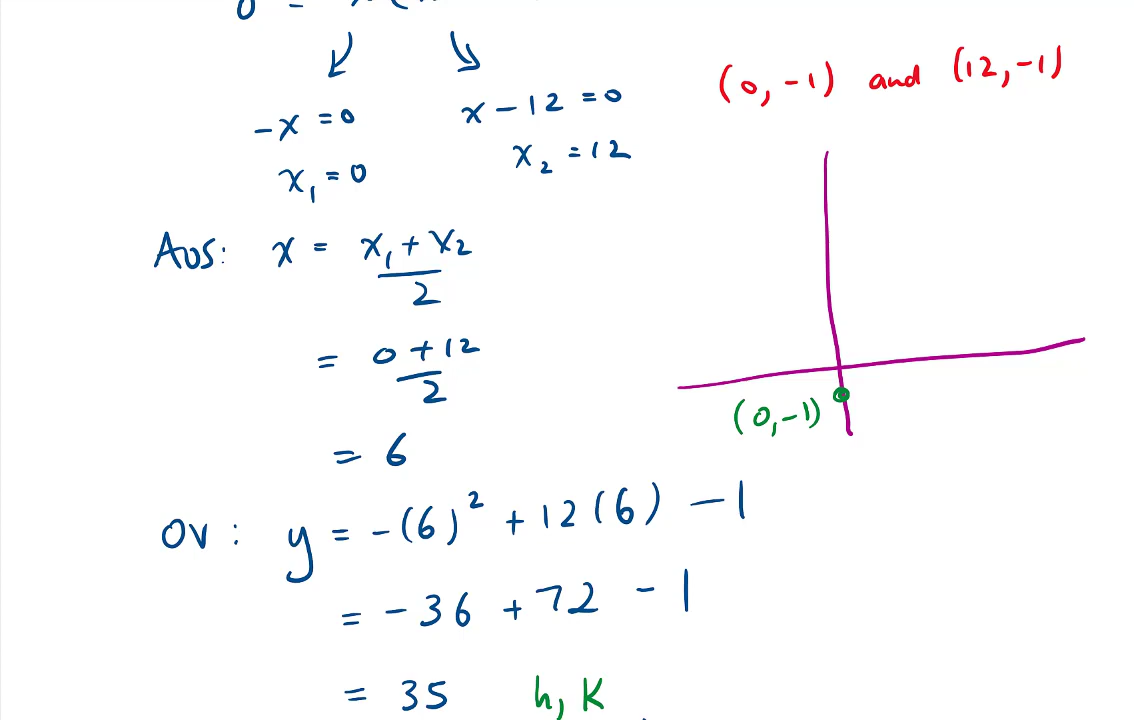 (0, -1) and (12, -1)
-x = 0
x₁ = 0
x - 12 = 0
x₂ = 12
AOS: x = x₁ + x₂
2
= 0 + 12
2
= 6
(0, -1)
OV: y = -(6)² + 12(6) - 1
= -36 + 72 - 1
= 35 h, k